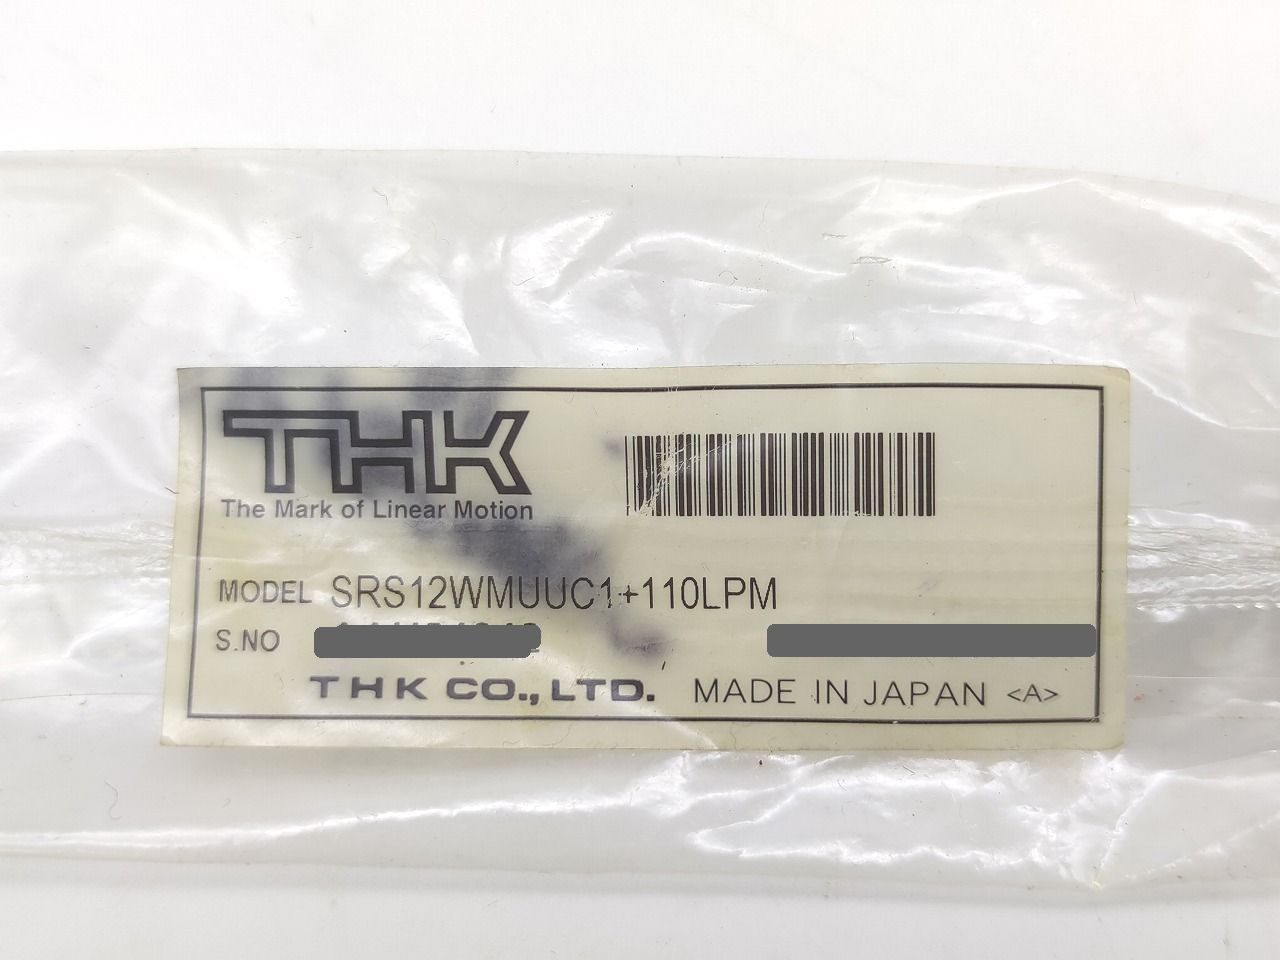 THK
The Mark of Linear Motion
MODEL SRS12WMUUC1+110LPM
S.NO
THK CO., LTD. MADE IN JAPAN <A>